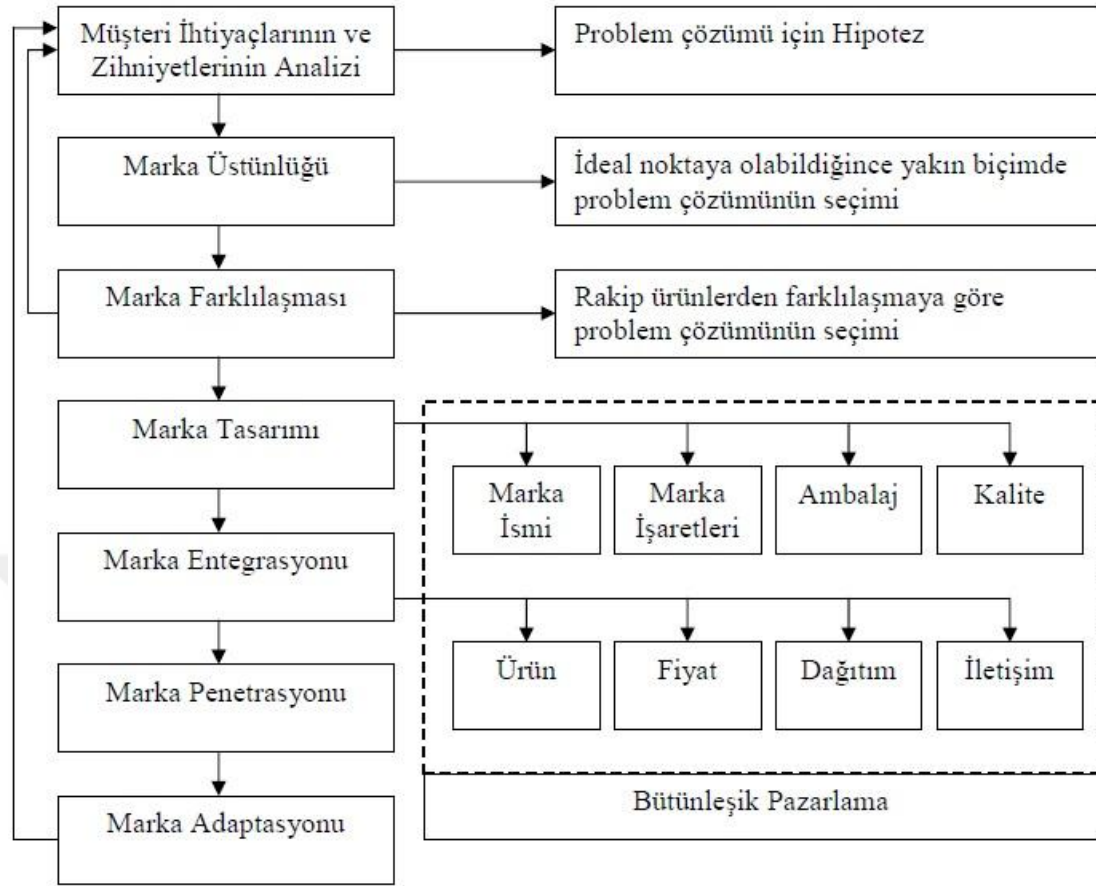 Müşteri İhtiyaçlarının ve
Zihniyetlerinin Analizi
Problem çözümü için Hipotez
Marka Üstünlüğü
İdeal noktaya olabildiğince yakın biçimde
problem çözümünün seçimi
Marka Farklılaşması
Rakip ürünlerden farklılaşmaya göre
problem çözümünün seçimi
Marka Tasarımı
Marka
İsmi
Marka
İşaretleri
Ambalaj
Kalite
Marka Entegrasyonu
Ürün
Fiyat
Dağıtım
İletişim
Marka Penetrasyonu
Bütünleşik Pazarlama
Marka Adaptasyonu